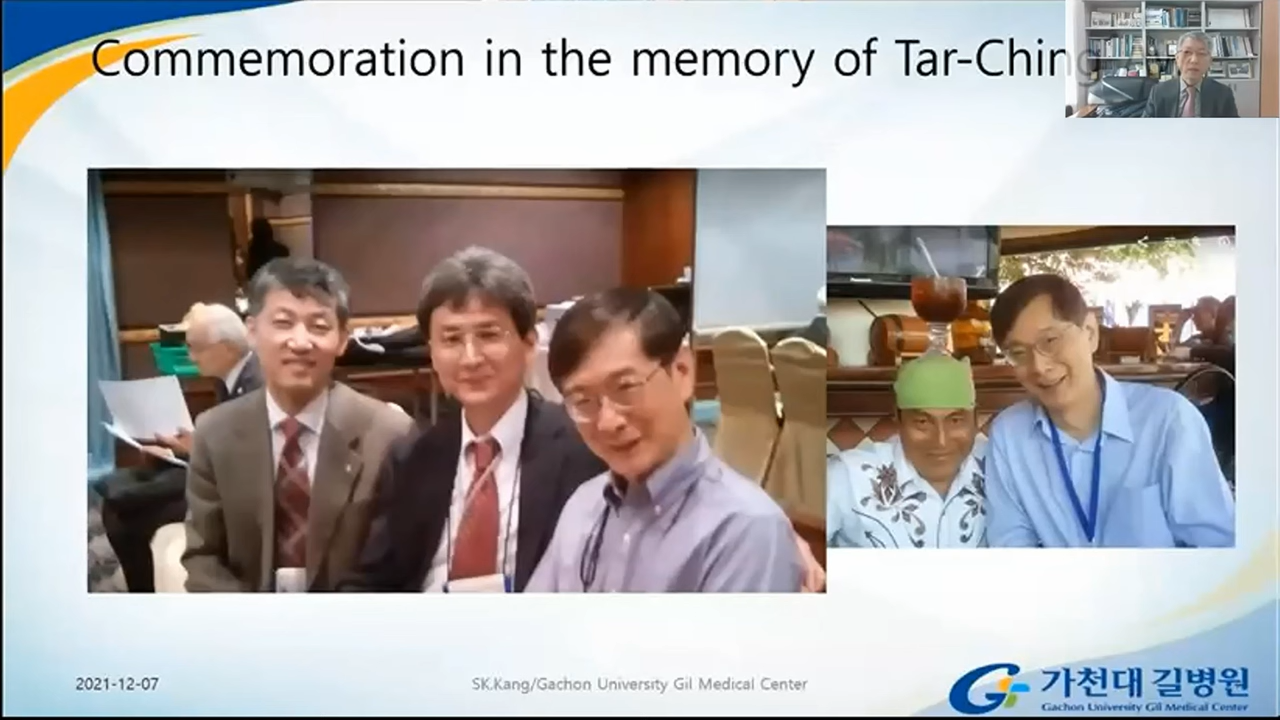 Commemoration in the memory of Tar-Ching
2021-12-07
SK.Kang/Gachon University Gil Medical Center
가천대 길병원
Gachon University Gil Medical Center